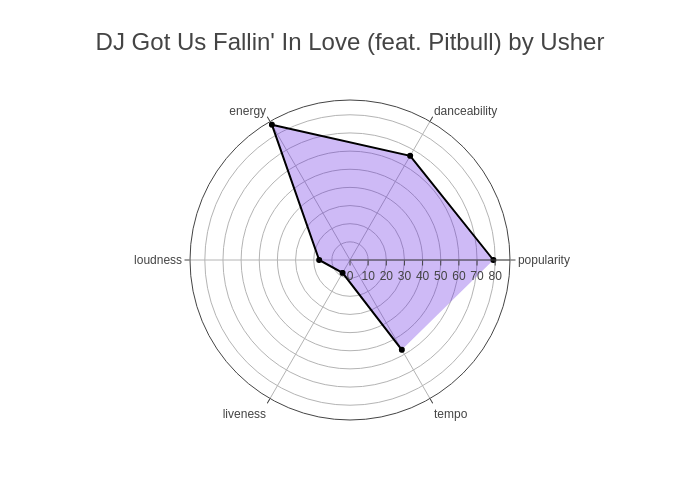 DJ Got Us Fallin' In Love (feat. Pitbull) by Usher
energy
danceability
loudness
popularity
0 10 20 30 40 50 60 70 80
liveness
tempo